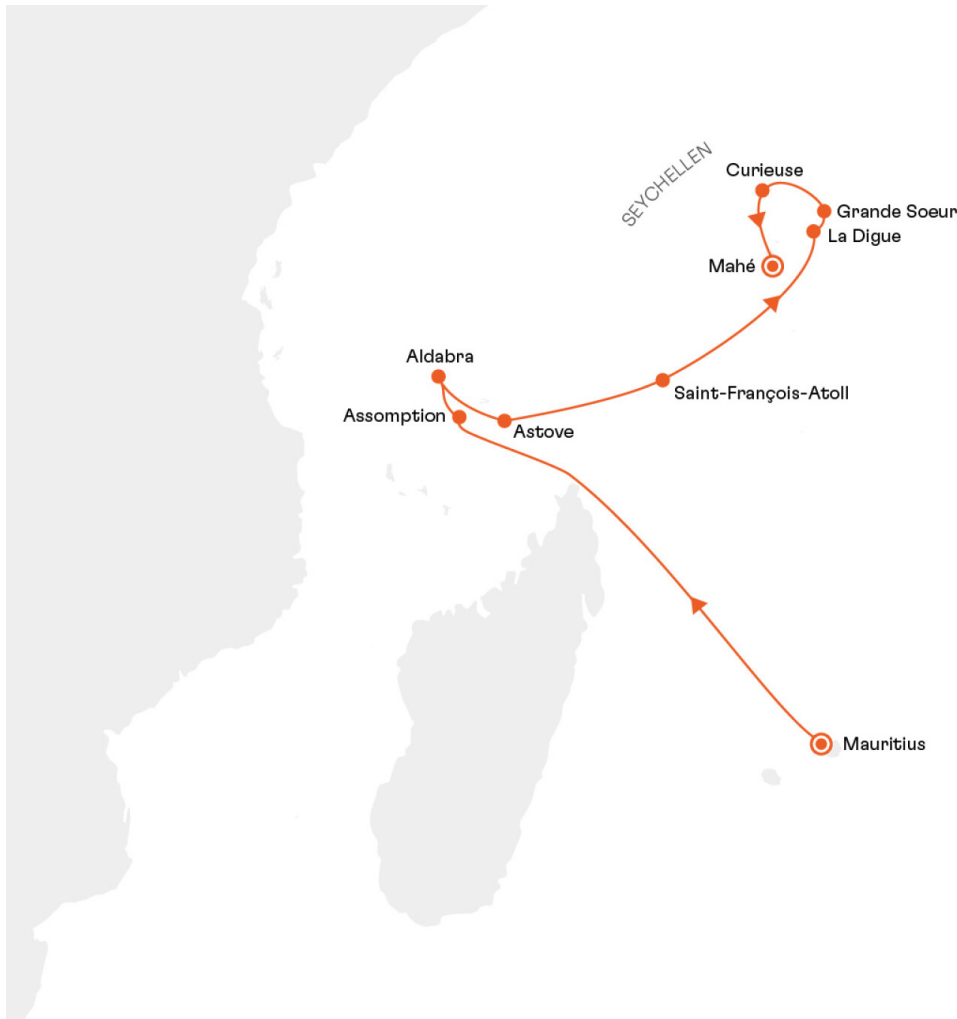 Curieuse
SEYCHELLEN
Grande Soeur
La Digue
Mahé
Aldabra
Saint-François-Atoll
Assomption
Astove
Mauritius